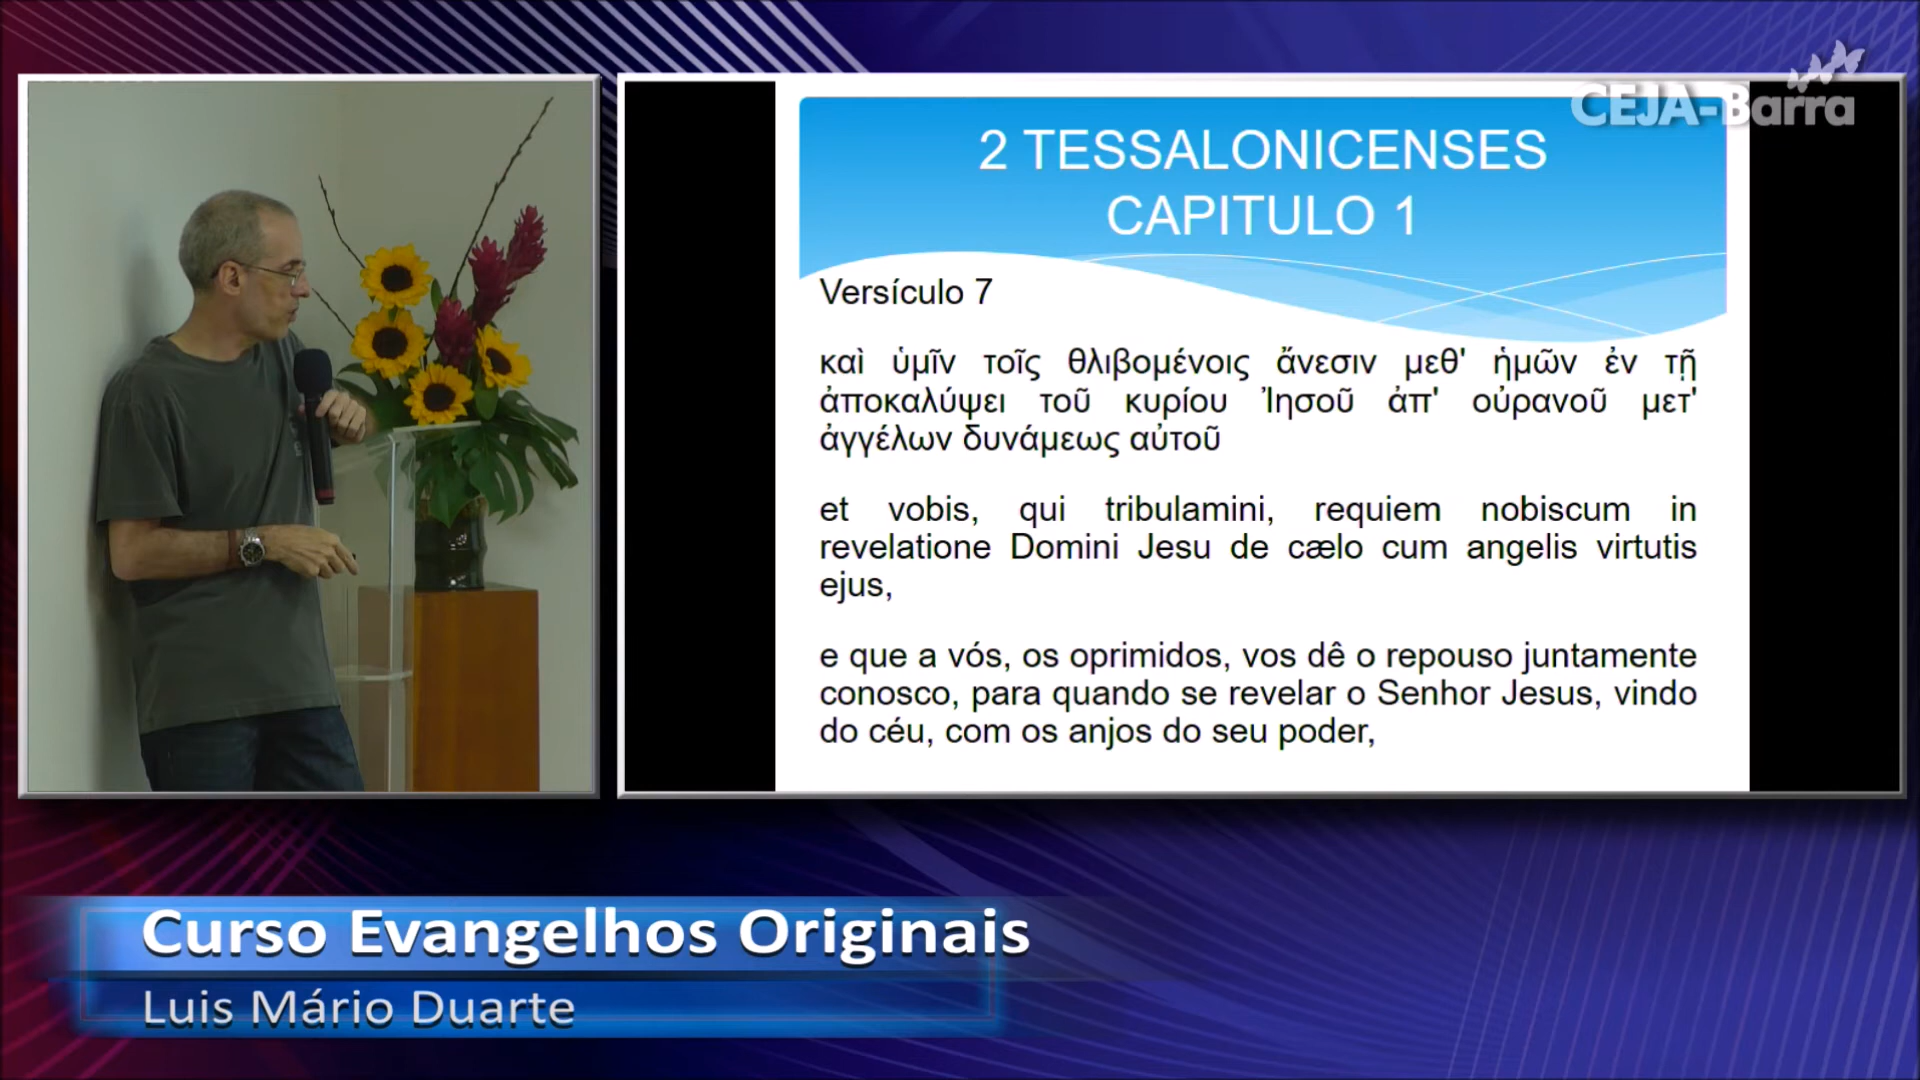 CEJA-Barra
2 TESSALONICENSES
CAPITULO 1
Versículo 7
καὶ ὑμῖν τοῖς θλιβομένοις ἄνεσιν μεθ' ἡμῶν ἐν τῇ
ἀποκαλύψει τοῦ κυρίου Ἰησοῦ ἀπ' οὐρανοῦ μετ'
ἀγγέλων δυνάμεως αὐτοῦ
et vobis, qui tribulamini, requiem nobiscum in
revelatione Domini Jesu de cælo cum angelis virtutis
ejus,
e que a vós, os oprimidos, vos dê o repouso juntamente
conosco, para quando se revelar o Senhor Jesus, vindo
do céu, com os anjos do seu poder,
Curso Evangelhos Originais
Luis Mário Duarte